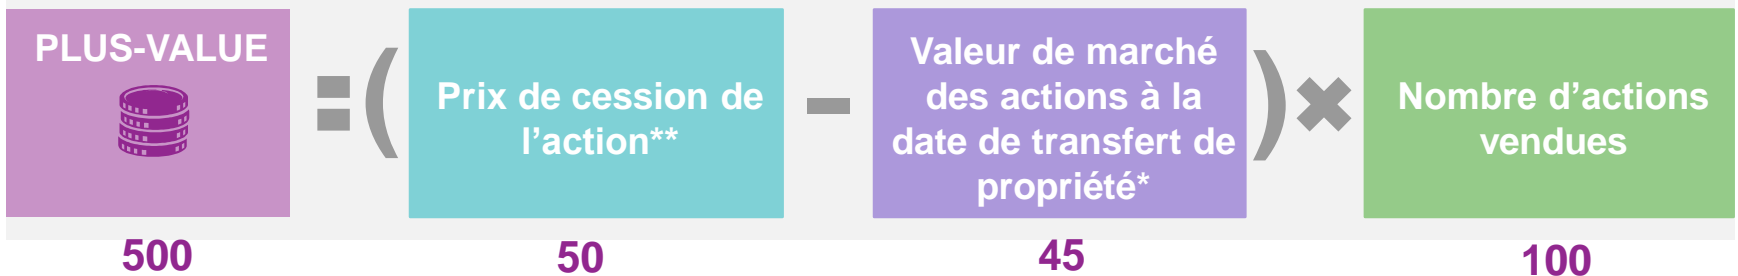 PLUS-VALUE
=(
Prix de cession de
l’action**
-
Valeur de marché
des actions à la
date de transfert de
propriété*
)×
Nombre d’actions
vendues
500
50
45
100